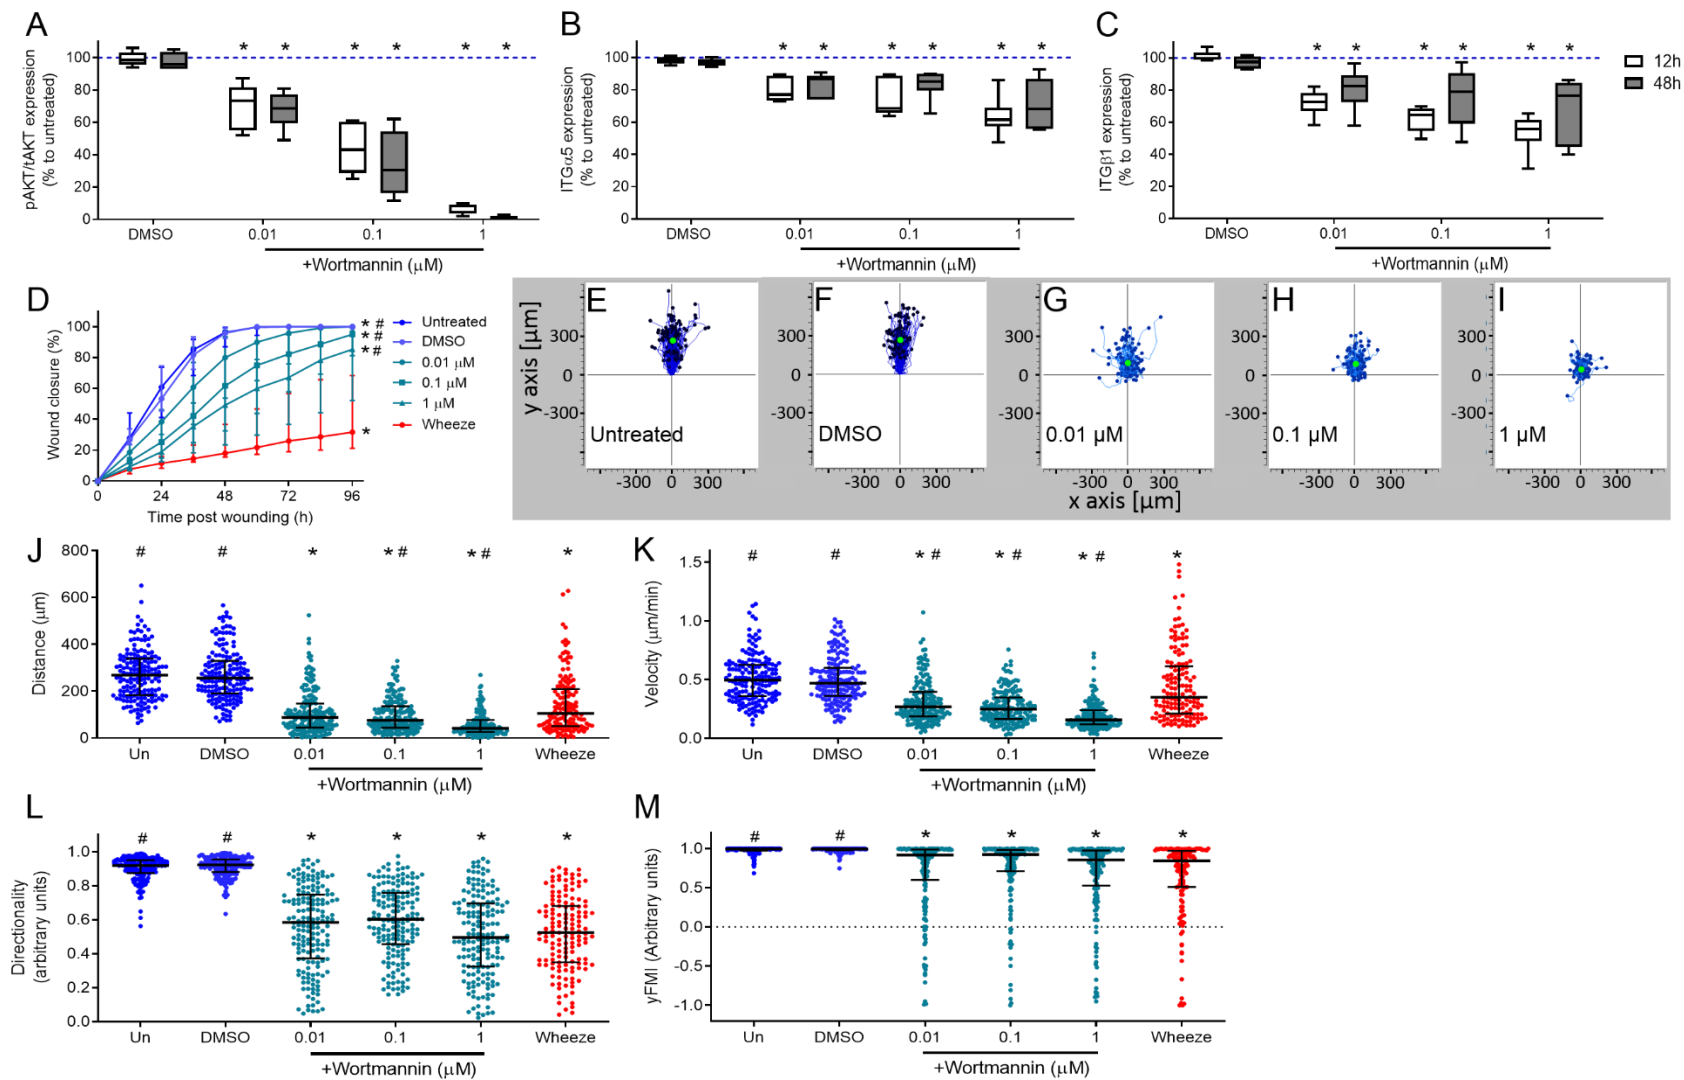 A
pAKT/tAKT expression
(% to untreated)
100
80
60
40
20
0
* * * * * *
DMSO 0.01 0.1 1
+Wortmannin (μM)
B
ITGα5 expression
(% to untreated)
100
80
60
40
20
0
* * * * * *
DMSO 0.01 0.1 1
+Wortmannin (μM)
C
ITGβ1 expression
(% to untreated)
100
80
60
40
20
0
* * * * * *
DMSO 0.01 0.1 1
+Wortmannin (μM)
12h
48h
D
Wound closure (%)
100
80
60
40
20
0
0 24 48 72 96
Time post wounding (h)
* #
* #
* #
*
Untreated
DMSO
0.01 μM
0.1 μM
1 μM
Wheeze
y axis [μm]
E
300
0
-300
Untreated
-300 0 300
F
300
0
-300
DMSO
-300 0 300
G
300
0
-300
0.01 μM
-300 0 300
H
300
0
-300
0.1 μM
-300 0 300
I
300
0
-300
1 μM
-300 0 300
x axis [μm]
J
Distance (μm)
800
600
400
200
0
# # * * # * # *
Un DMSO 0.01 0.1 1 Wheeze
+Wortmannin (μM)
K
Velocity (μm/min)
1.5
1.0
0.5
0.0
# # * # * # * # *
Un DMSO 0.01 0.1 1 Wheeze
+Wortmannin (μM)
L
Directionality
(arbitrary units)
1.0
0.8
0.6
0.4
0.2
0.0
# # * * * *
Un DMSO 0.01 0.1 1 Wheeze
+Wortmannin (μM)
M
yFMI (Arbitrary units)
1.0
0.5
0.0
-0.5
-1.0
# # * * * *
Un DMSO 0.01 0.1 1 Wheeze
+Wortmannin (μM)